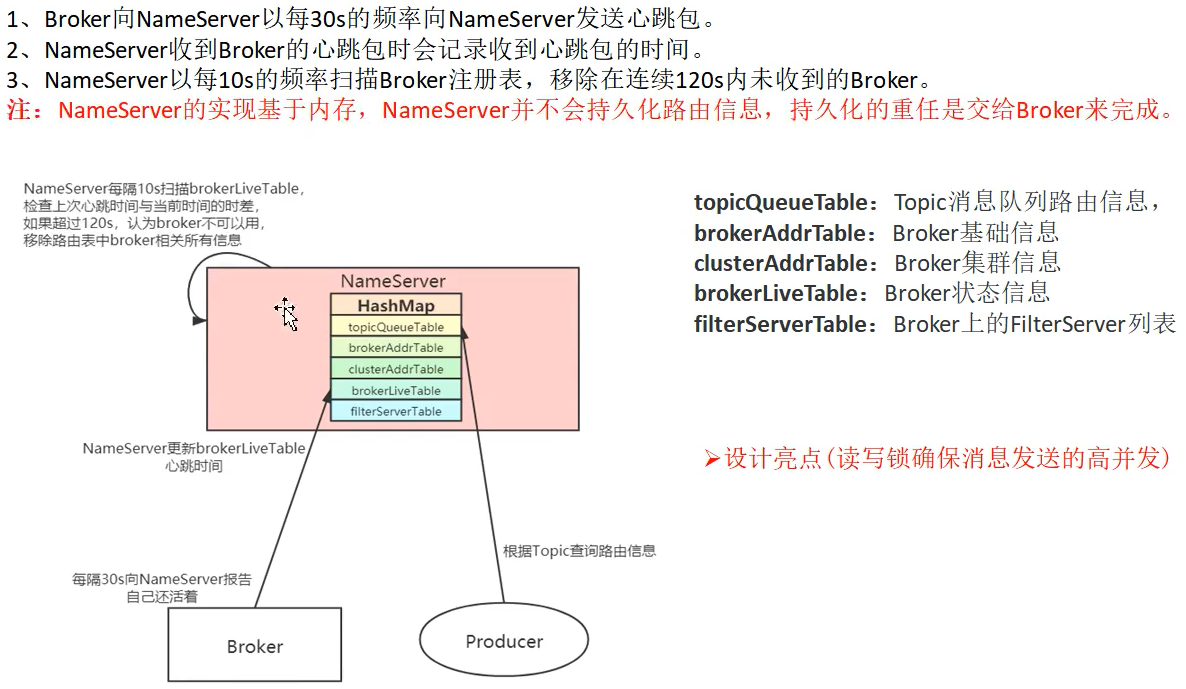 1、Broker向NameServer以每30s的频率向NameServer发送心跳包。
2、NameServer收到Broker的心跳包时会记录收到心跳包的时间。
3、NameServer以每10s的频率扫描Broker注册表，移除在连续120s内未收到的Broker。
注：NameServer的实现基于内存，NameServer并不会持久化路由信息，持久化的重任是交给Broker来完成。
NameServer每隔10s扫描brokerLiveTable，
检查上次心跳时间与当前时间的时差，
如果超过120s，认为broker不可以用，
移除路由表中broker相关所有信息
NameServer
HashMap
topicQueueTable
brokerAddrTable
clusterAddrTable
brokerLiveTable
filterServerTable
NameServer更新brokerLiveTable
心跳时间
每隔30s向NameServer报告
自己还活着
Broker
根据Topic查询路由信息
Producer
topicQueueTable：Topic消息队列路由信息，
brokerAddrTable：Broker基础信息
clusterAddrTable：Broker集群信息
brokerLiveTable：Broker状态信息
filterServerTable：Broker上的FilterServer列表
➢设计亮点(读写锁确保消息发送的高并发)